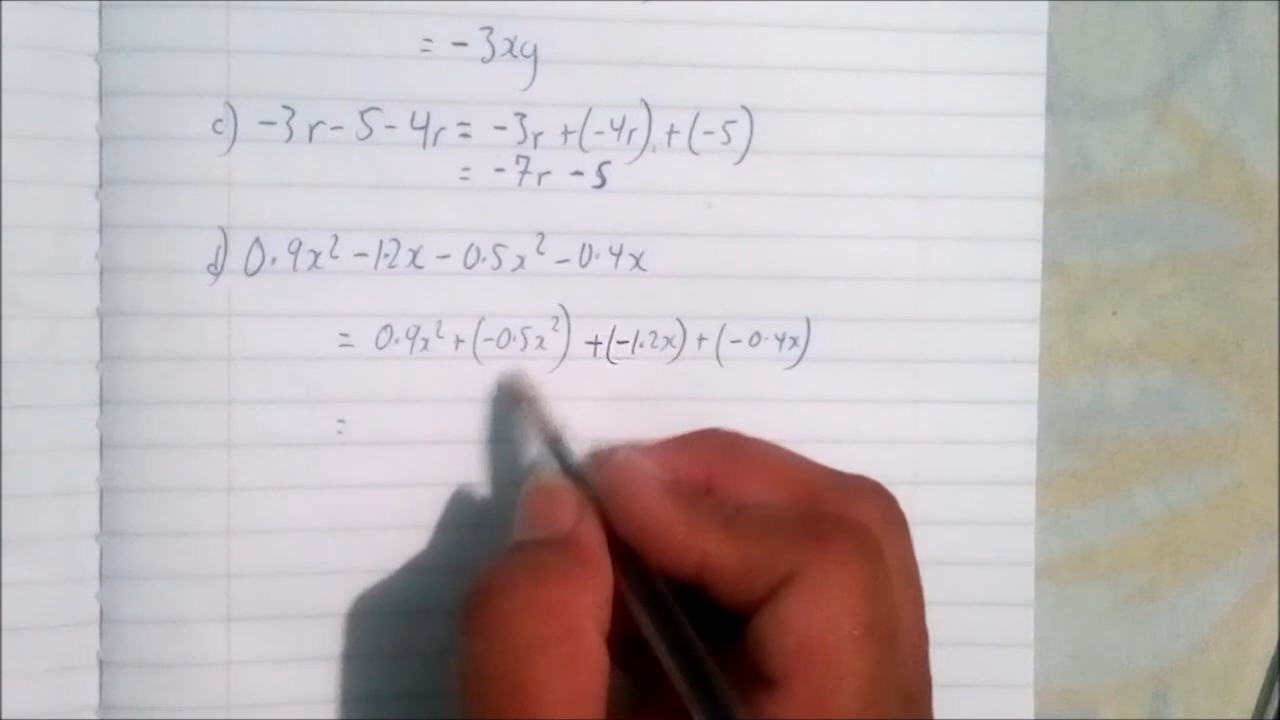 = -3xy
c) -3r - 5 - 4r = -3r + (-4r) + (-5)
= -7r - 5
d) 0.9x² - 1.2x - 0.5x² - 0.4x
= 0.9x² + (-0.5x²) + (-1.2x) + (-0.4x)
=